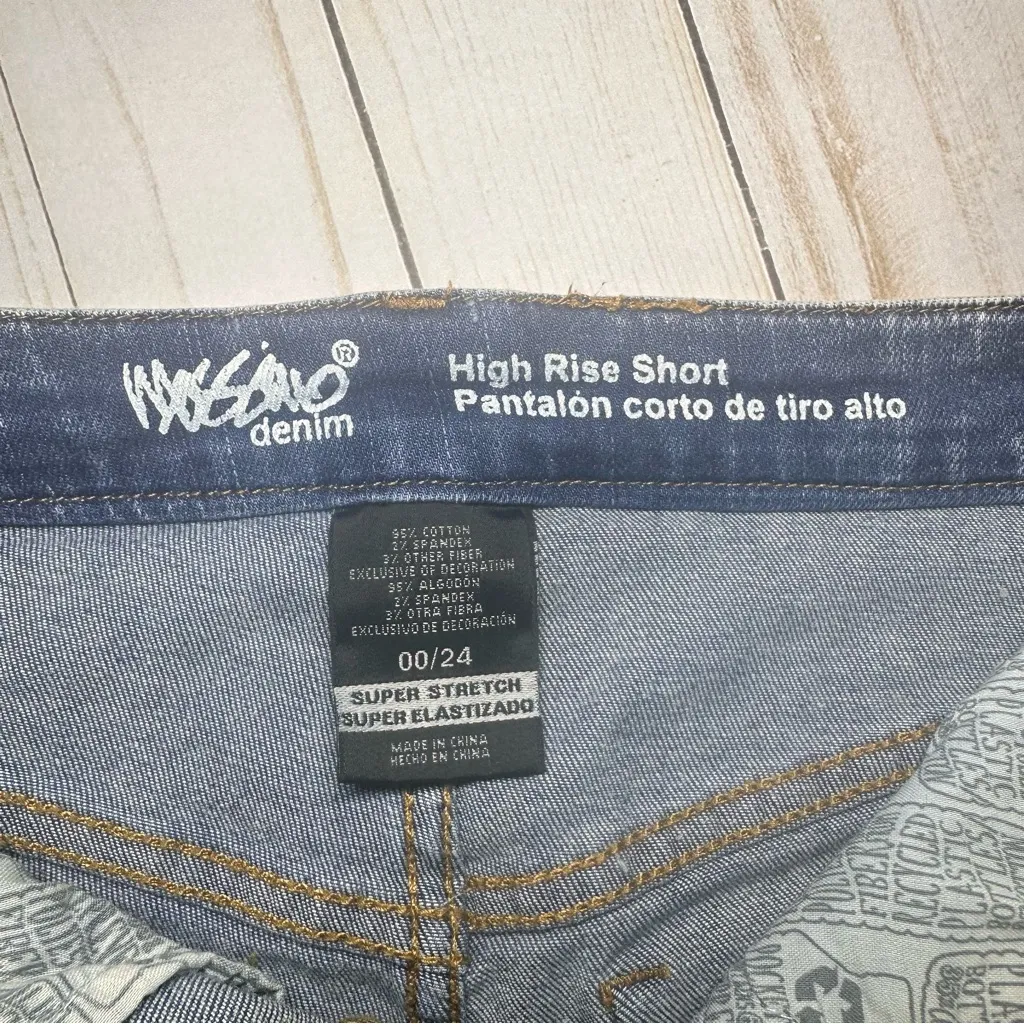 MOSSIMO®
denim
High Rise Short
Pantalón corto de tiro alto
95% COTTON
2% SPANDEX
3% OTHER FIBER
EXCLUSIVE OF DECORATION
95% ALGODÓN
2% SPANDEX
3% OTRA FIBRA
EXCLUSIVO DE DECORACIÓN
00/24
SUPER STRETCH
SUPER ELASTIZADO
MADE IN CHINA
HECHO EN CHINA
RECYCLED
PLASTIC